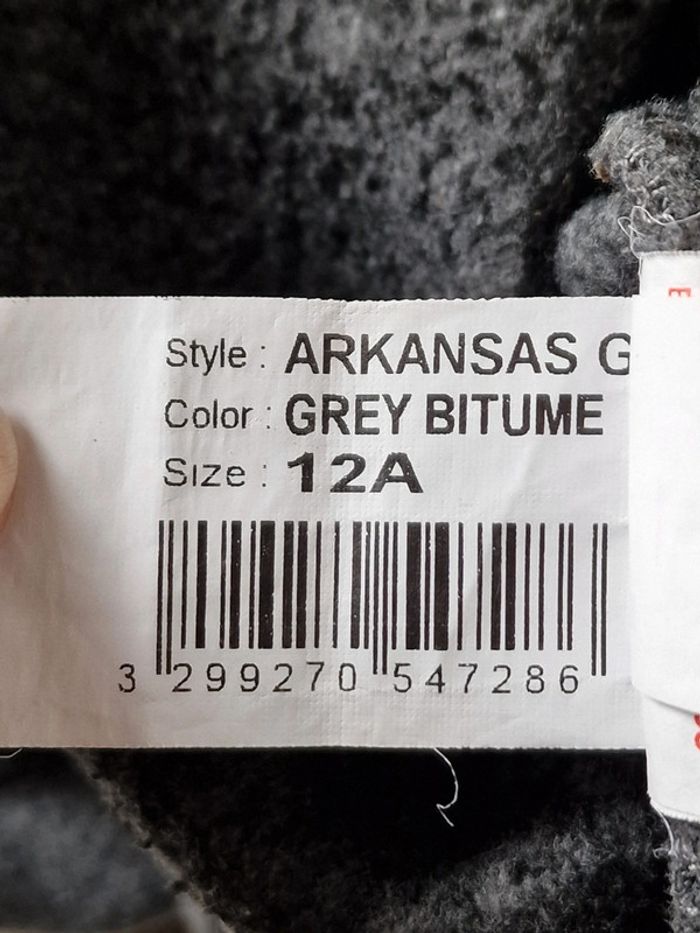 Style : ARKANSAS G
Color : GREY BITUME
Size : 12A
3 299270 547286